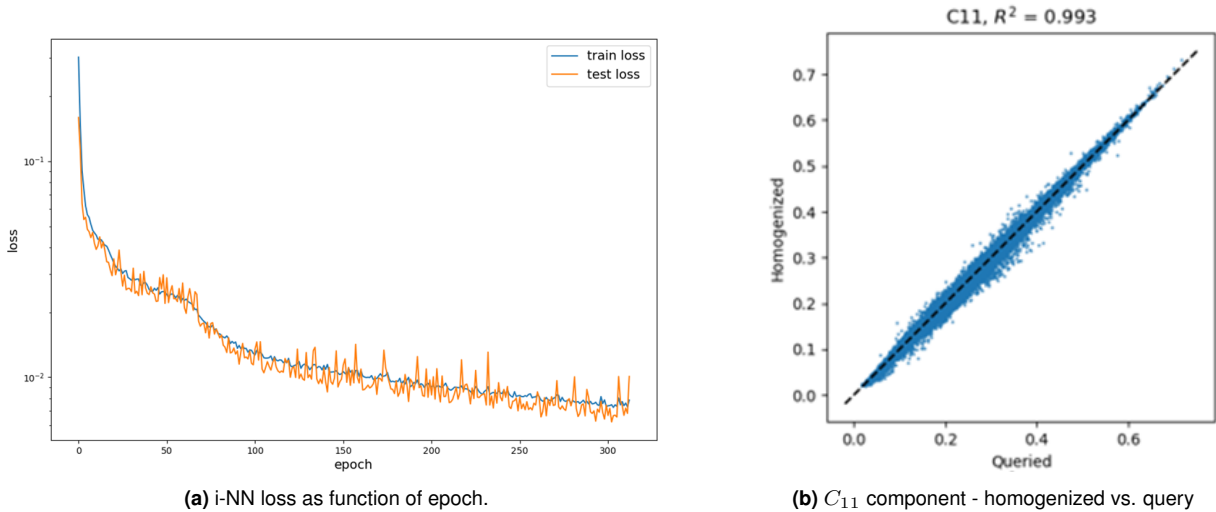 train loss
test loss
10⁻¹
10⁻²
loss
0 50 100 150 200 250 300
epoch
(a) i-NN loss as function of epoch.
C11, R² = 0.993
0.7
0.6
0.5
0.4
0.3
0.2
0.1
0.0
Homogenized
0.0 0.2 0.4 0.6
Queried
(b) C₁₁ component - homogenized vs. query